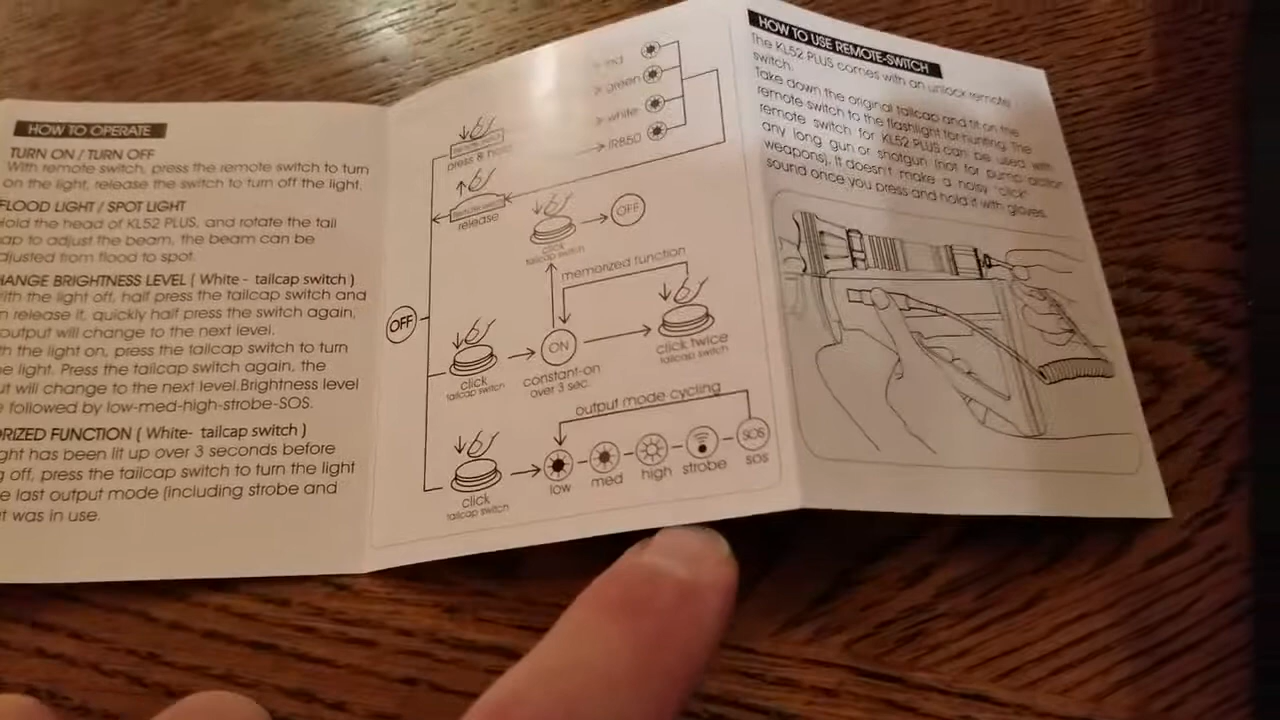 HOW TO OPERATE
TURN ON / TURN OFF
With remote switch, press the remote switch to turn
on the light, release the switch to turn off the light.
FLOOD LIGHT / SPOT LIGHT
Hold the head of KL52 PLUS, and rotate the tail
ap to adjust the beam, the beam can be
djusted from flood to spot.
HANGE BRIGHTNESS LEVEL ( White - tailcap switch )
ith the light off, half press the tailcap switch and
n release it, quickly half press the switch again,
output will change to the next level.
h the light on, press the tailcap switch to turn
e light. Press the tailcap switch again, the
ut will change to the next level.Brightness level
followed by low-med-high-strobe-SOS.
RIZED FUNCTION ( White- tailcap switch )
ght has been lit up over 3 seconds before
g off, press the tailcap switch to turn the light
e last output mode (including strobe and
t was in use.
OFF
press & hold
release
green
white
IR850
click
tailcap switch
OFF
memorized function
click
tailcap switch
ON
constant-on
over 3 sec.
click twice
tailcap switch
output mode cycling
click
tailcap switch
low
med
high
strobe
SOS
sos
HOW TO USE REMOTE-SWITCH
The KL52 PLUS comes with an unlock remote
switch.
Take down the original tailcap and fit on the
remote switch to the flashlight for hunting. The
remote switch for KL52 PLUS can be used with
any long gun or shotgun (not for pump action
weapons). It doesn't make a noisy "click"
sound once you press and hold it with gloves.